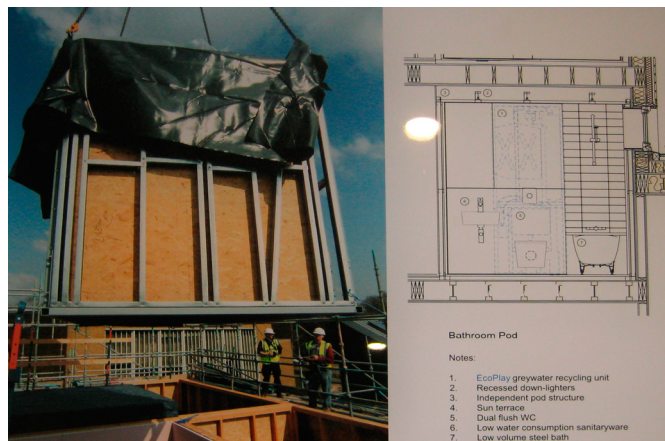 Bathroom Pod
Notes:
1. EcoPlay greywater recycling unit
2. Recessed down-lighters
3. Independent pod structure
4. Sun terrace
5. Dual flush WC
6. Low water consumption sanitaryware
7. Low volume steel bath